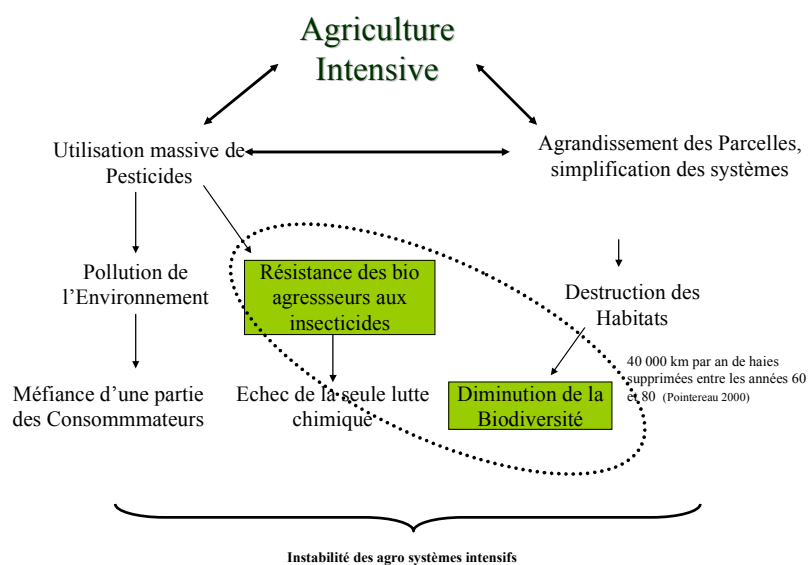 Agriculture
Intensive
Utilisation massive de
Pesticides
Agrandissement des Parcelles,
simplification des systèmes
Pollution de
l’Environnement
Résistance des bio
agressseurs aux
insecticides
Destruction des
Habitats
40 000 km par an de haies
supprimées entre les années 60
et 80 (Pointereau 2000)
Méfiance d’une partie
des Consommmateurs
Echec de la seule lutte
chimique
Diminution de la
Biodiversité
Instabilité des agro systèmes intensifs